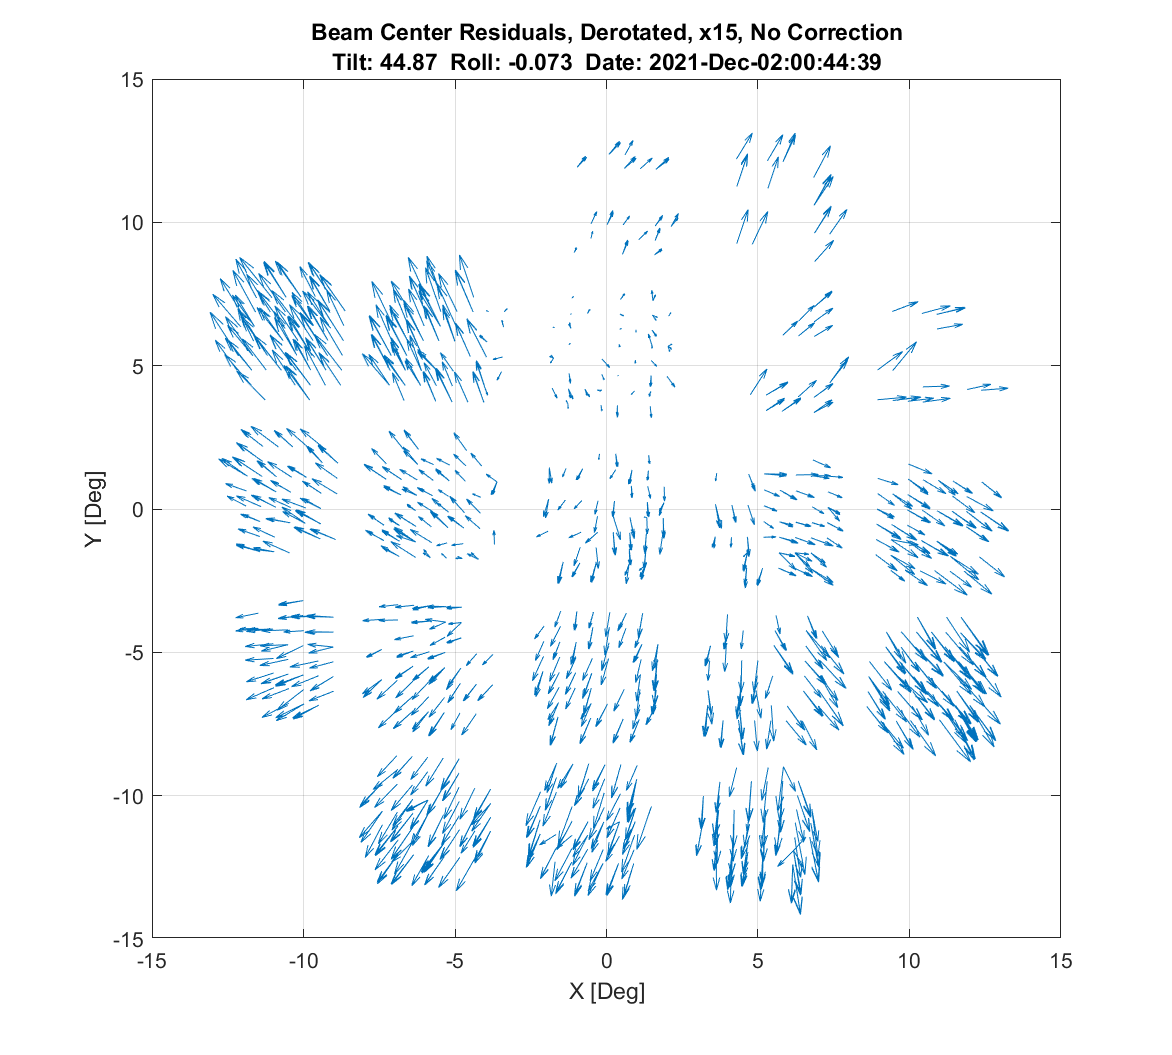 Beam Center Residuals, Derotated, x15, No Correction
Tilt: 44.87  Roll: -0.073  Date: 2021-Dec-02:00:44:39
15
10
5
0
-5
-10
-15
Y [Deg]
-15 -10 -5 0 5 10 15
X [Deg]